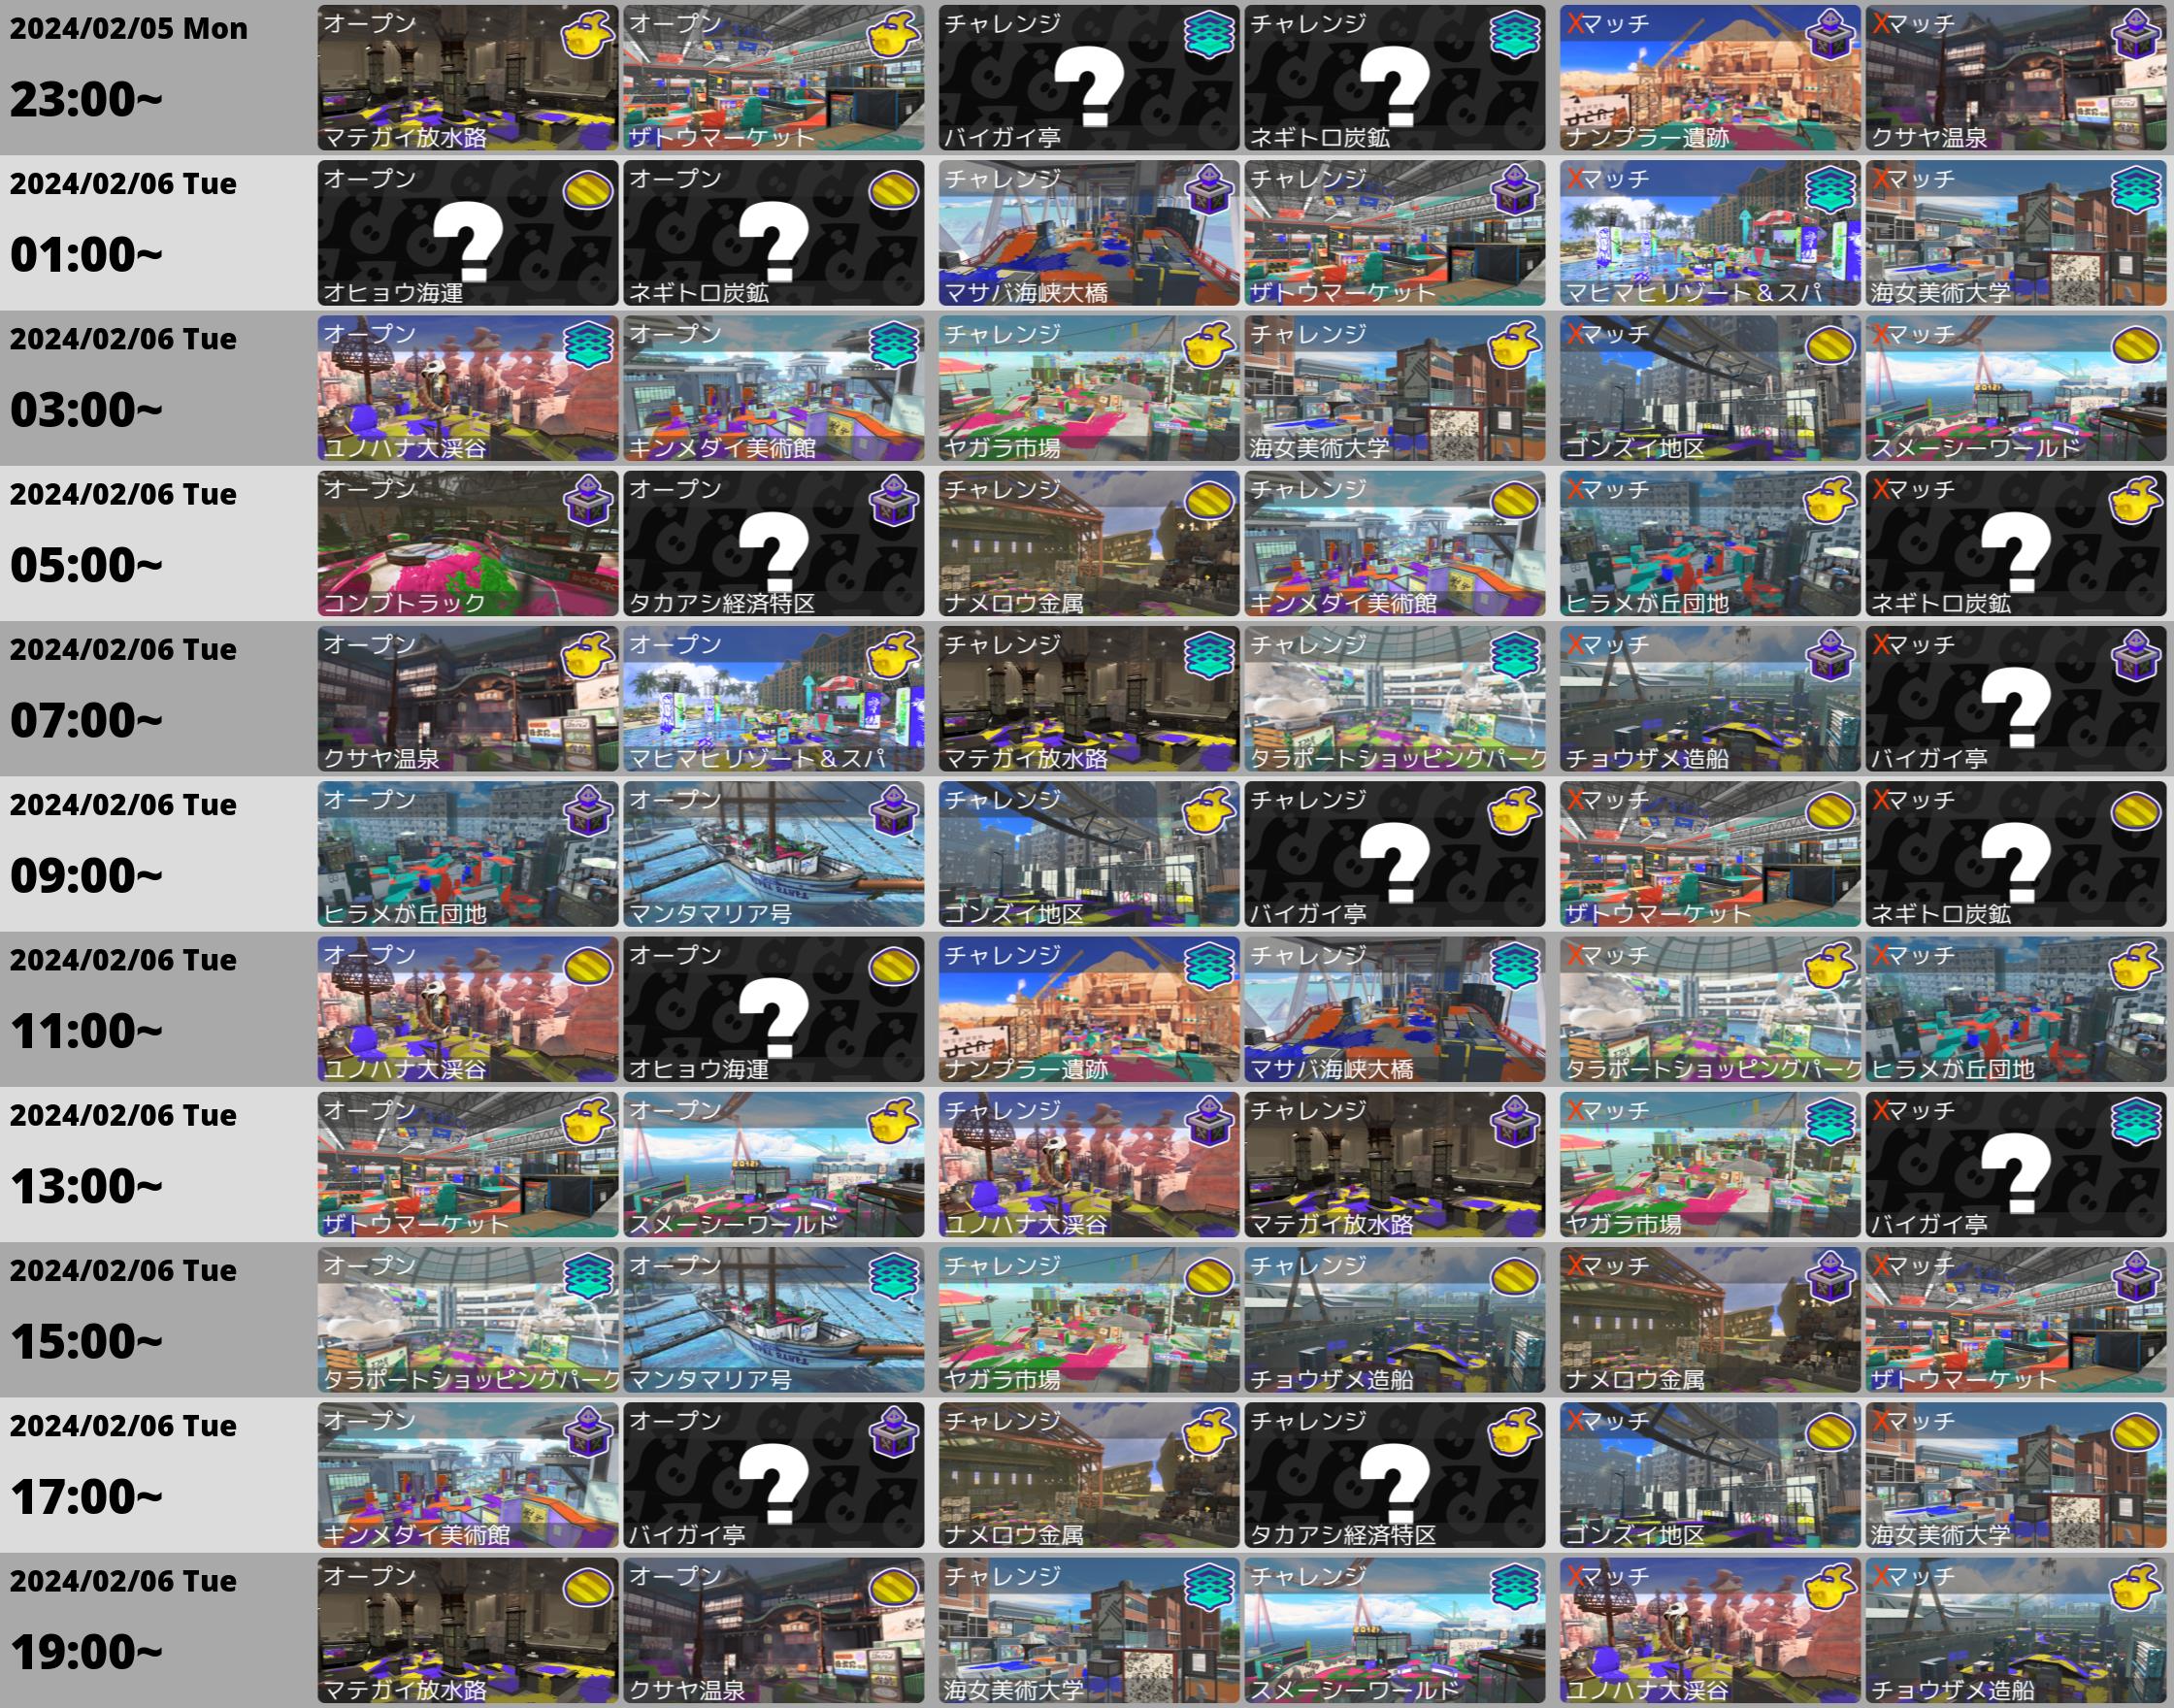 2024/02/05 Mon
23:00~
オープン オープン チャレンジ チャレンジ Xマッチ Xマッチ
マテガイ放水路 ザトウマーケット バイガイ亭 ネギトロ炭鉱 ナンプラー遺跡 クサヤ温泉
2024/02/06 Tue
01:00~
オープン オープン チャレンジ チャレンジ Xマッチ Xマッチ
オヒョウ海運 ネギトロ炭鉱 マサバ海峡大橋 ザトウマーケット マヒマヒリゾート＆スパ 海女美術大学
2024/02/06 Tue
03:00~
オープン オープン チャレンジ チャレンジ Xマッチ Xマッチ
ユノハナ大渓谷 キンメダイ美術館 ヤガラ市場 海女美術大学 ゴンズイ地区 スメーシーワールド
2024/02/06 Tue
05:00~
オープン オープン チャレンジ チャレンジ Xマッチ Xマッチ
コンブトラック タカアシ経済特区 ナメロウ金属 キンメダイ美術館 ヒラメが丘団地 ネギトロ炭鉱
2024/02/06 Tue
07:00~
オープン オープン チャレンジ チャレンジ Xマッチ Xマッチ
クサヤ温泉 マヒマヒリゾート＆スパ マテガイ放水路 タラポートショッピングパーク チョウザメ造船 バイガイ亭
2024/02/06 Tue
09:00~
オープン オープン チャレンジ チャレンジ Xマッチ Xマッチ
ヒラメが丘団地 マンタマリア号 ゴンズイ地区 バイガイ亭 ザトウマーケット ネギトロ炭鉱
2024/02/06 Tue
11:00~
オープン オープン チャレンジ チャレンジ Xマッチ Xマッチ
ユノハナ大渓谷 オヒョウ海運 ナンプラー遺跡 マサバ海峡大橋 タラポートショッピングパーク ヒラメが丘団地
2024/02/06 Tue
13:00~
オープン オープン チャレンジ チャレンジ Xマッチ Xマッチ
ザトウマーケット スメーシーワールド ユノハナ大渓谷 マテガイ放水路 ヤガラ市場 バイガイ亭
2024/02/06 Tue
15:00~
オープン オープン チャレンジ チャレンジ Xマッチ Xマッチ
タラポートショッピングパーク マンタマリア号 ヤガラ市場 チョウザメ造船 ナメロウ金属 ザトウマーケット
2024/02/06 Tue
17:00~
オープン オープン チャレンジ チャレンジ Xマッチ Xマッチ
キンメダイ美術館 バイガイ亭 ナメロウ金属 タカアシ経済特区 ゴンズイ地区 海女美術大学
2024/02/06 Tue
19:00~
オープン オープン チャレンジ チャレンジ Xマッチ Xマッチ
マテガイ放水路 クサヤ温泉 海女美術大学 スメーシーワールド ユノハナ大渓谷 チョウザメ造船